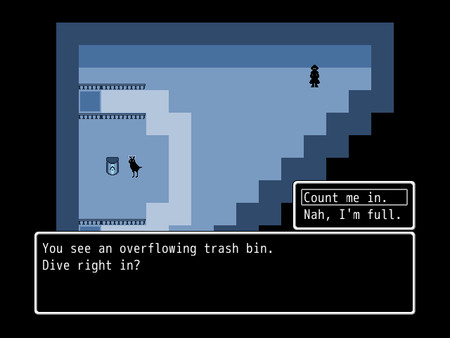 Count me in.
Nah, I'm full.
You see an overflowing trash bin.
Dive right in?